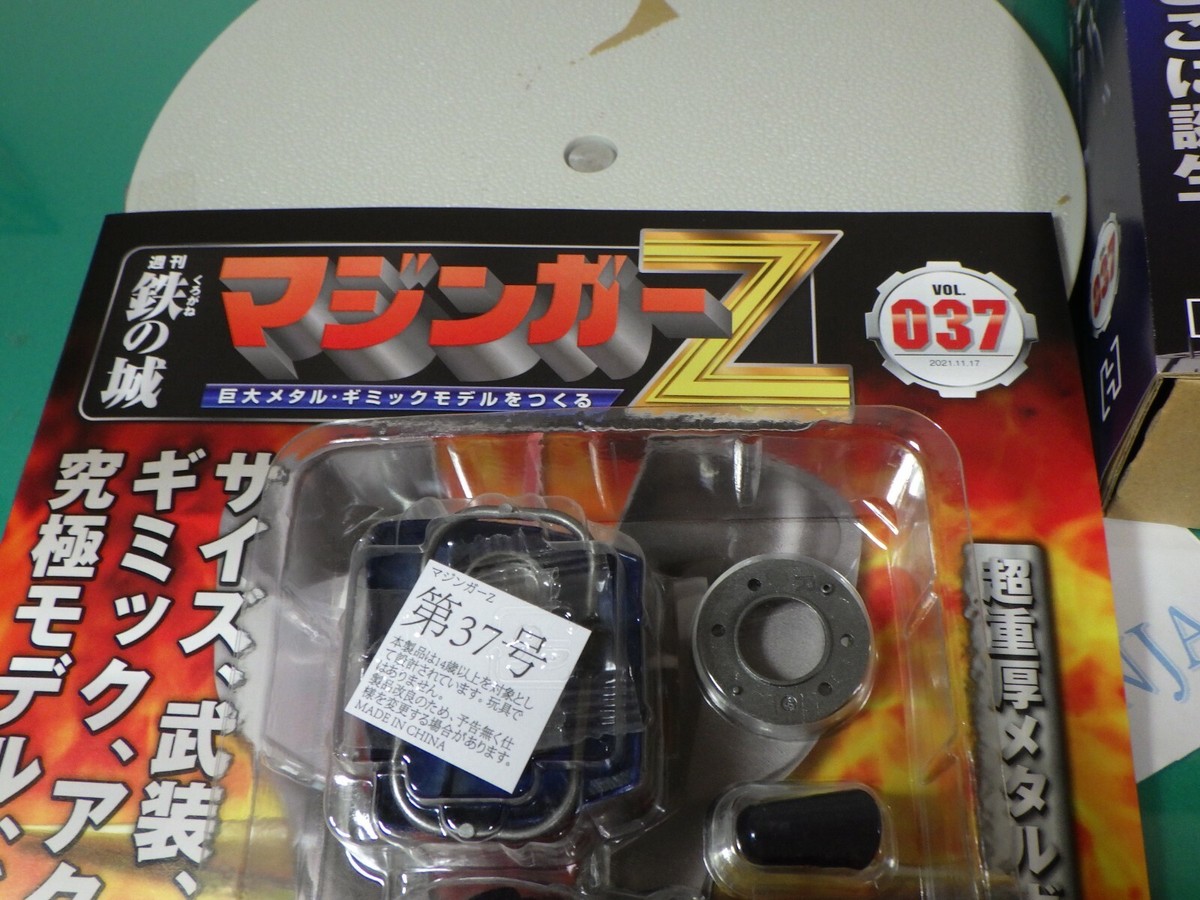 週刊
鉄の城
くろがね
マジンガーZ
巨大メタル・ギミックモデルをつくる
VOL.
037
2021.11.17
サイズ、武装、
ギミック、アク
究極モデル、
マジンガーZ
第37号
本製品は14歳以上を対象とし
て設計されています。玩具で
はありません。
製品改良のため、予告無く仕
様を変更する場合があります。
MADE IN CHINA
超重厚メタルボ
037
NJA